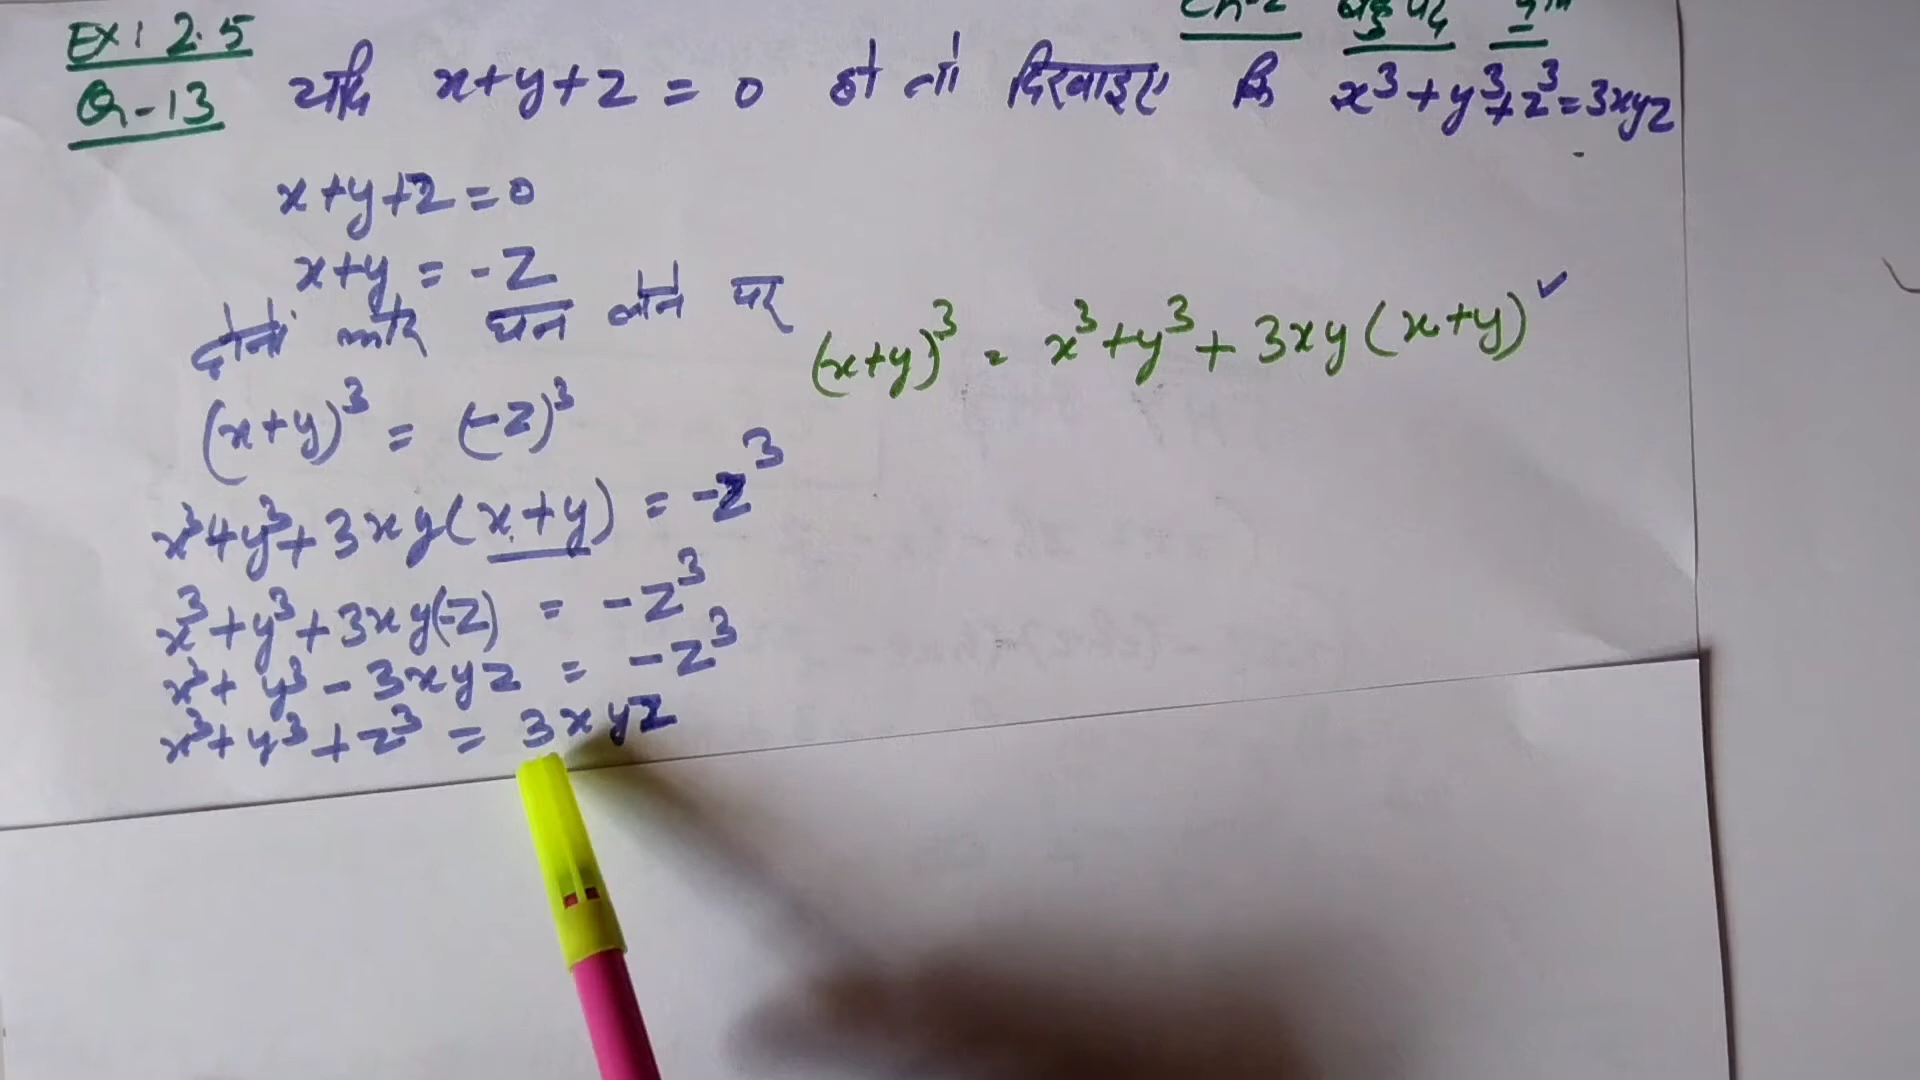 Ex: 2.5
Q-13 यदि x+y+z = 0 हो तो दिखाइए कि x³+y³+z³=3xyz
x+y+z=0
x+y = -z
दोनों घन लेने पर
(x+y)³ = x³+y³+3xy(x+y) ✓
(x+y)³ = (-z)³
x³+y³+3xy(x+y) = -z³
x³+y³+3xy(-z) = -z³
x³+y³-3xyz = -z³
x³+y³+z³ = 3xyz